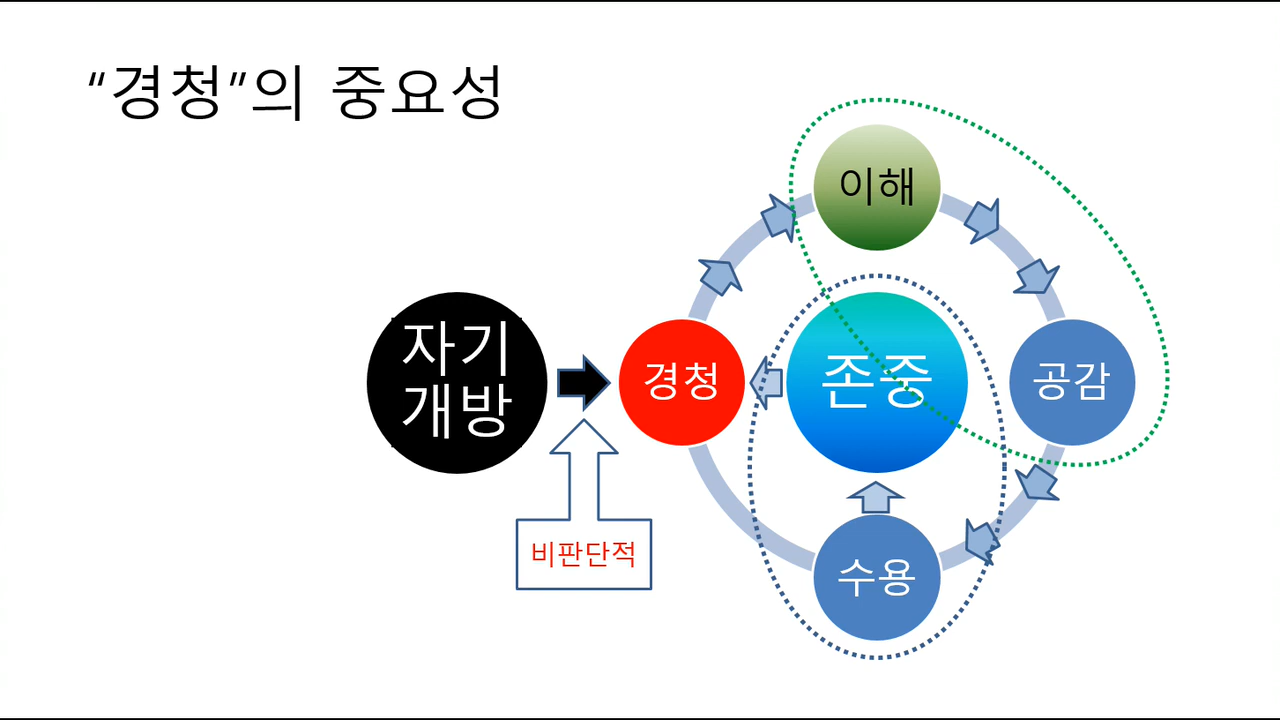 “경청”의 중요성
이해
자기
개방
경청
존중
공감
비판단적
수용